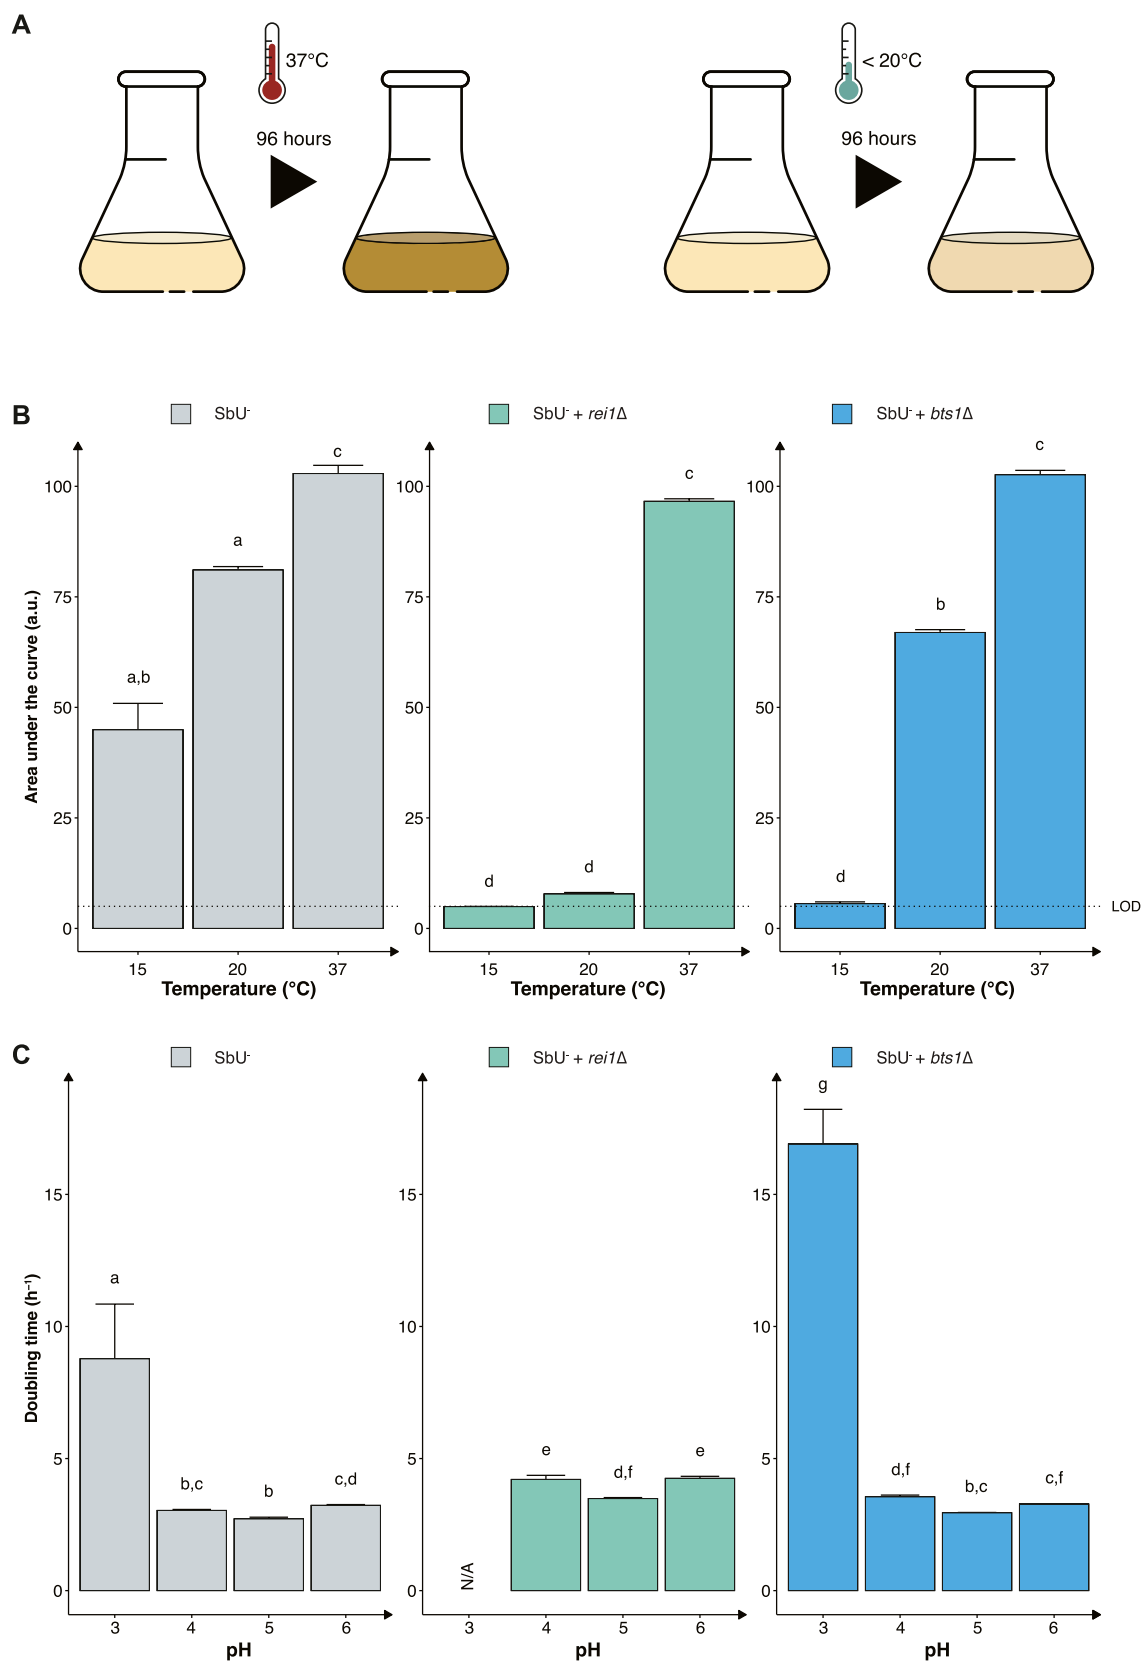 A
37°C
96 hours
< 20°C
96 hours
B
SbU⁻
SbU⁻ + rei1Δ
SbU⁻ + bts1Δ
Area under the curve (a.u.)
100
75
50
25
0
a,b
a
c
15
20
37
Temperature (°C)
100
75
50
25
0
d
d
c
15
20
37
Temperature (°C)
100
75
50
25
0
d
b
c
LOD
15
20
37
Temperature (°C)
C
SbU⁻
SbU⁻ + rei1Δ
SbU⁻ + bts1Δ
Doubling time (h⁻¹)
15
10
5
0
a
b,c
b
c,d
3
4
5
6
pH
15
10
5
0
N/A
e
d,f
e
3
4
5
6
pH
15
10
5
0
g
d,f
b,c
c,f
3
4
5
6
pH